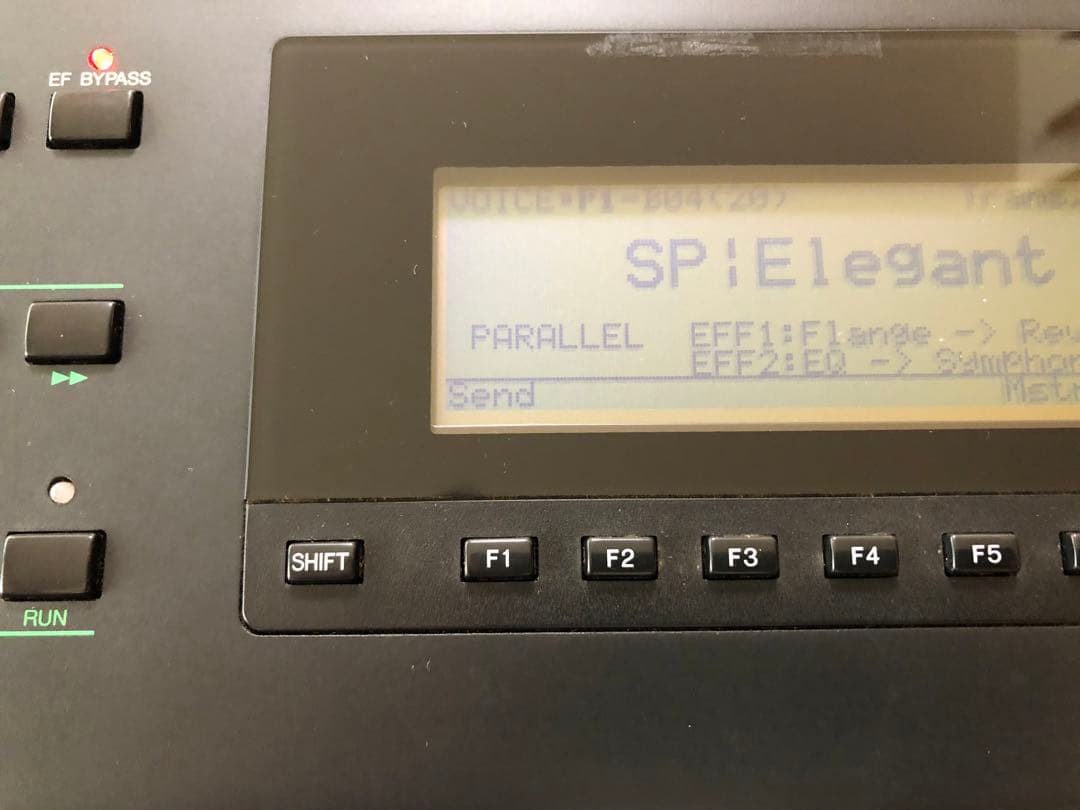 EF BYPASS
VOICE P1-B04(20)
SP|Elegant
PARALLEL EFF1:Flange -> Rev
EFF2:EQ -> Symphon
Send Mstr
SHIFT F1 F2 F3 F4 F5
RUN